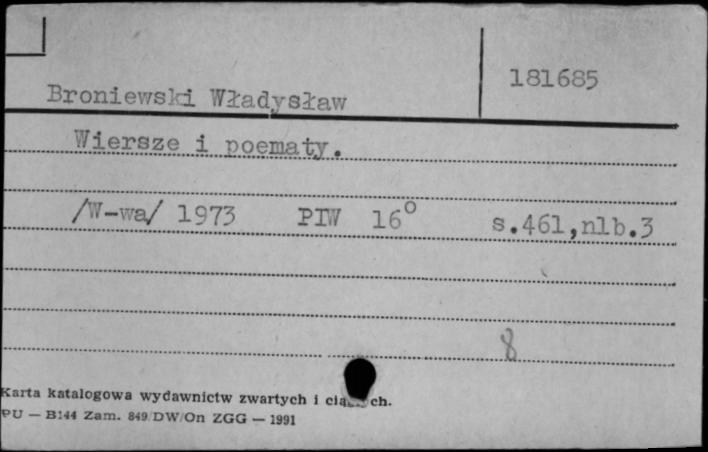 181685
Broniewski Władysław
Wiersze i poematy.
/W-wa/ 1973 PIW 16° s.461,nlb.3
8
Karta katalogowa wydawnictw zwartych i
PU — B144 Zam. 849/DW/On ZGG — 1991